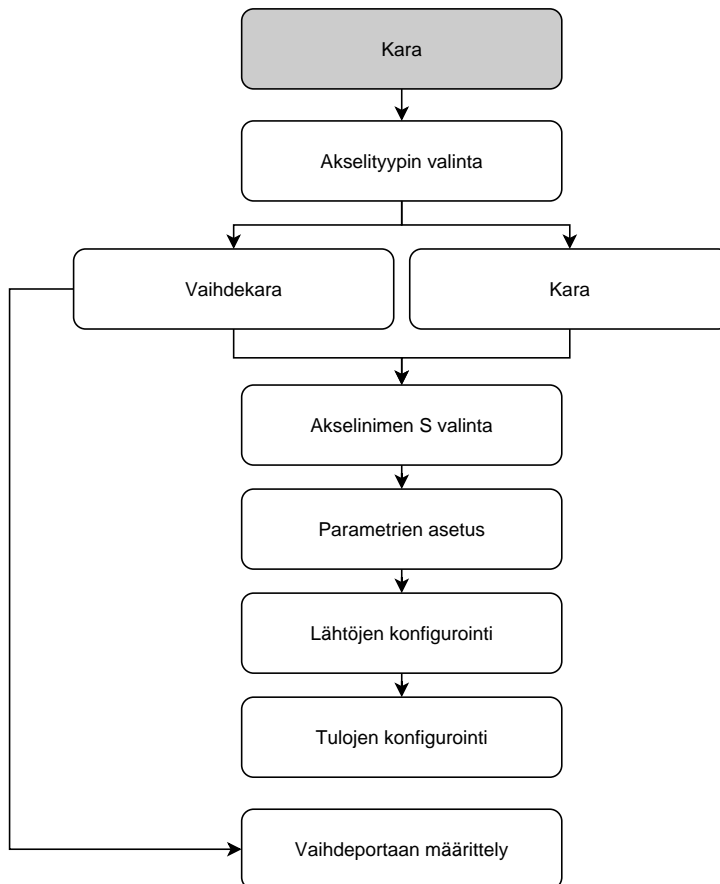 Kara
Akselityypin valinta
Vaihdekara
Kara
Akselinimen S valinta
Parametrien asetus
Lähtöjen konfigurointi
Tulojen konfigurointi
Vaihdeportaan määrittely